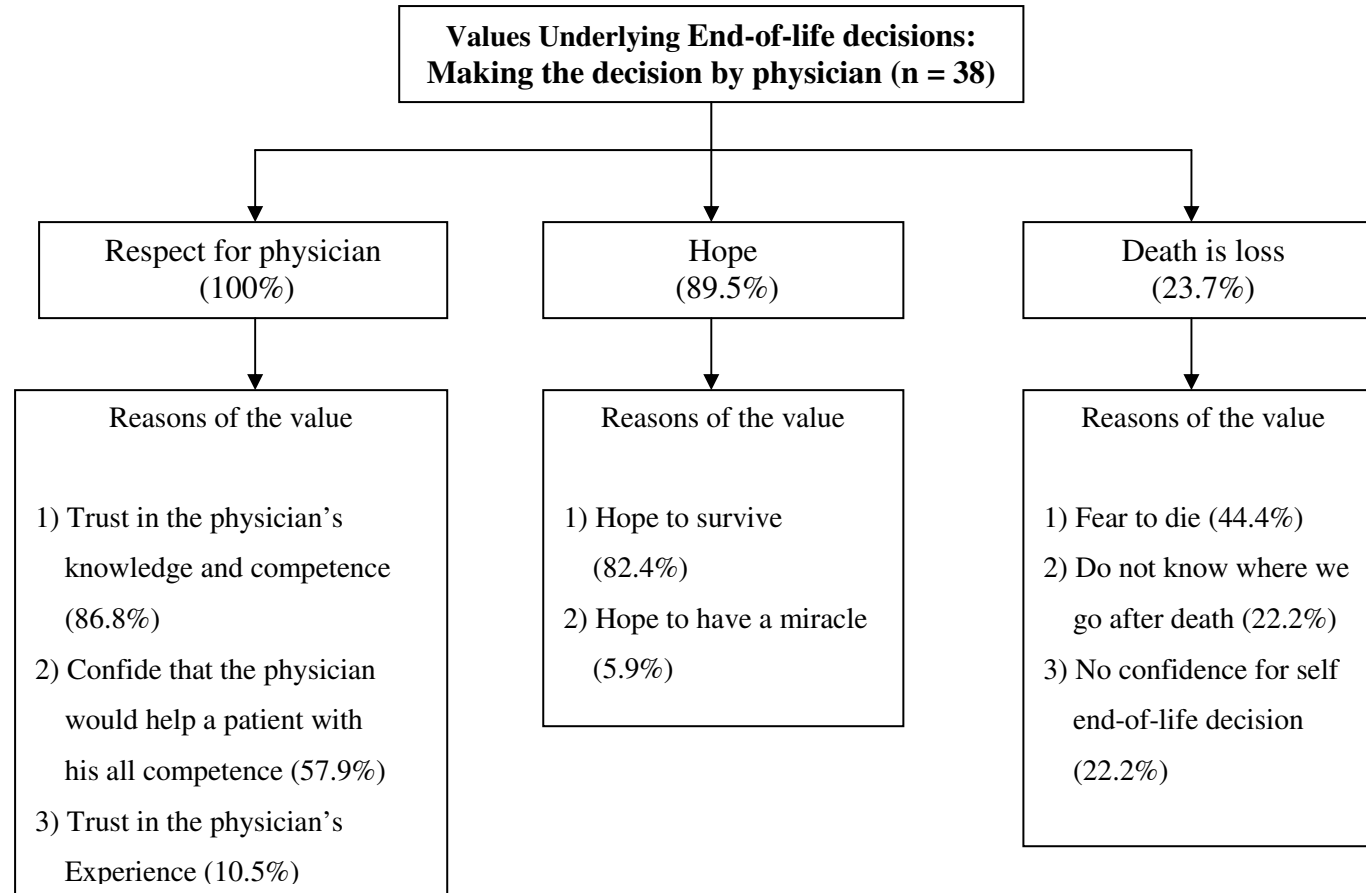 Values Underlying End-of-life decisions:
Making the decision by physician (n = 38)
Respect for physician
(100%)
Hope
(89.5%)
Death is loss
(23.7%)
Reasons of the value
1) Trust in the physician’s
knowledge and competence
(86.8%)
2) Confide that the physician
would help a patient with
his all competence (57.9%)
3) Trust in the physician’s
Experience (10.5%)
Reasons of the value
1) Hope to survive
(82.4%)
2) Hope to have a miracle
(5.9%)
Reasons of the value
1) Fear to die (44.4%)
2) Do not know where we
go after death (22.2%)
3) No confidence for self
end-of-life decision
(22.2%)